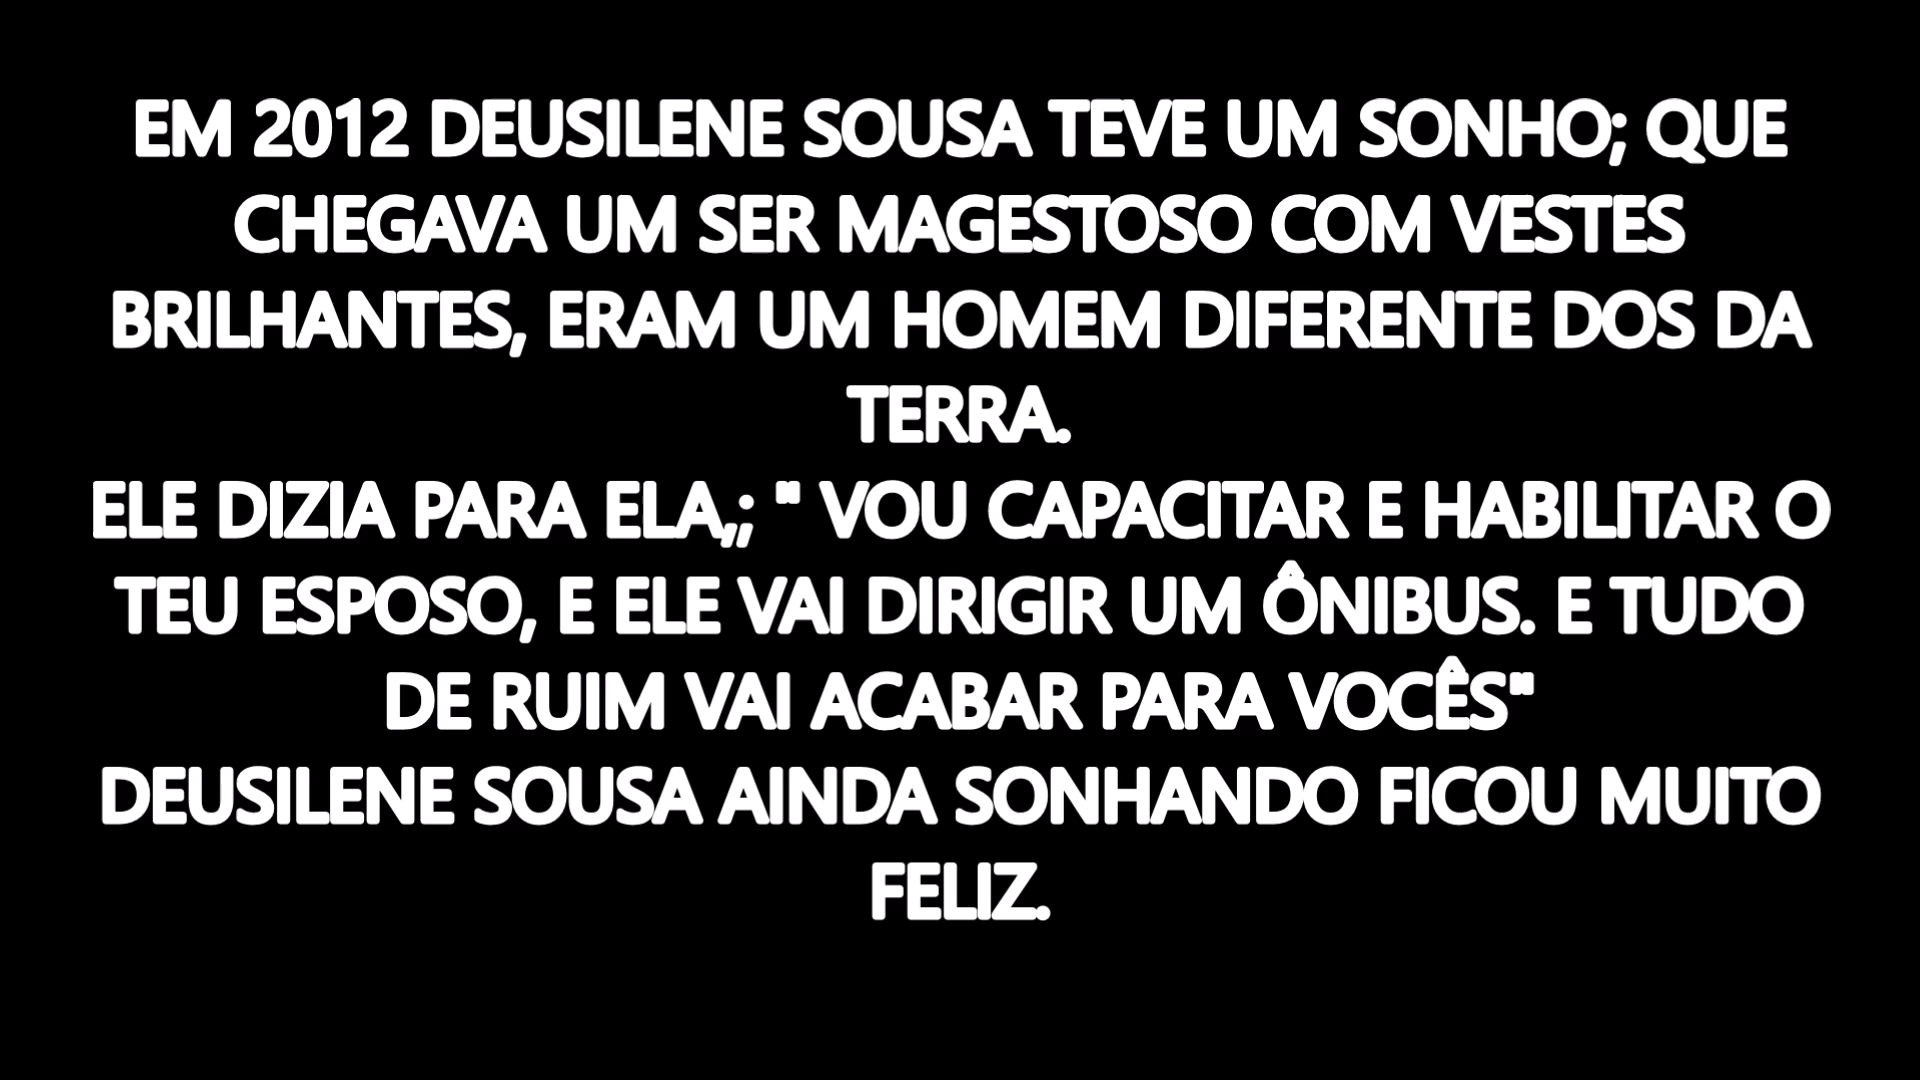 EM 2012 DEUSILENE SOUSA TEVE UM SONHO; QUE
CHEGAVA UM SER MAGESTOSO COM VESTES
BRILHANTES, ERAM UM HOMEM DIFERENTE DOS DA
TERRA.
ELE DIZIA PARA ELA,; " VOU CAPACITAR E HABILITAR O
TEU ESPOSO, E ELE VAI DIRIGIR UM ÔNIBUS. E TUDO
DE RUIM VAI ACABAR PARA VOCÊS"
DEUSILENE SOUSA AINDA SONHANDO FICOU MUITO
FELIZ.